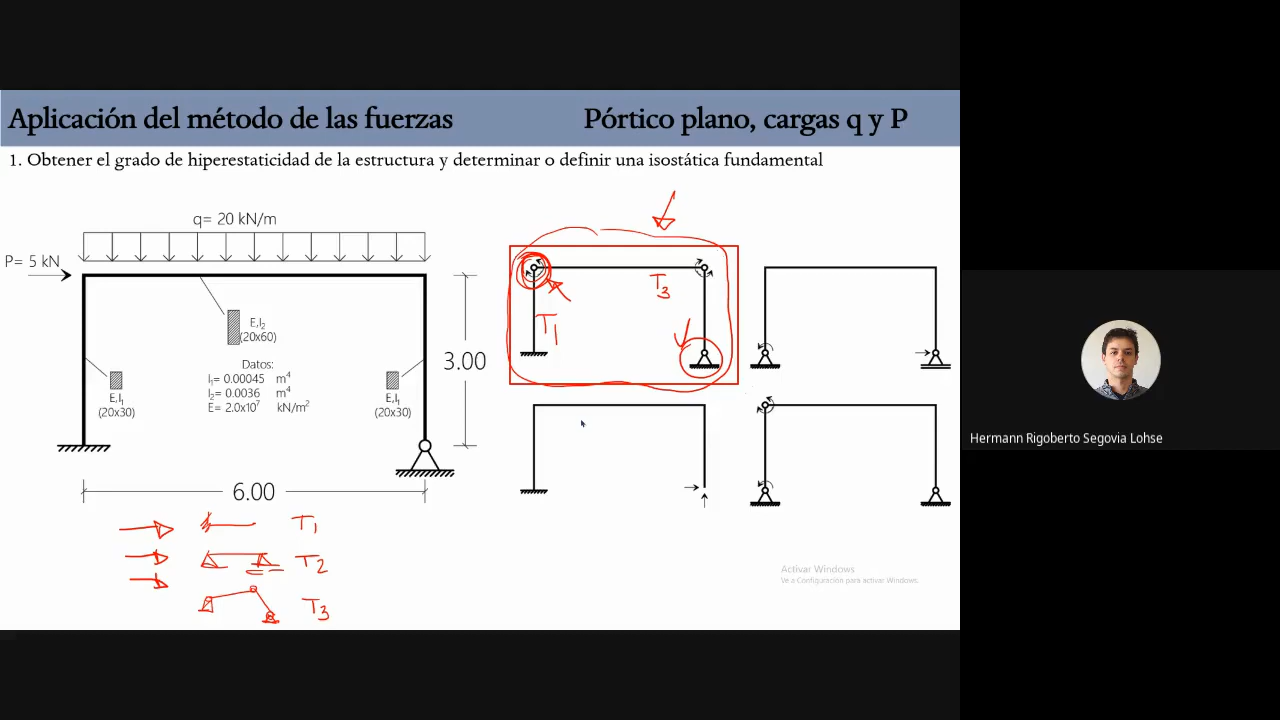 Aplicación del método de las fuerzas
Pórtico plano, cargas q y P
1. Obtener el grado de hiperestaticidad de la estructura y determinar o definir una isostática fundamental
q= 20 kN/m
P= 5 kN
E,I₂
(20x60)
Datos:
I₁= 0.00045 m⁴
I₂= 0.0036 m⁴
E= 2.0x10⁷ kN/m²
E,I₁
(20x30)
E,I₁
(20x30)
3.00
6.00
T₁
T₃
T₁
T₂
T₃
Activar Windows
Ve a Configuración para activar Windows.
Hermann Rigoberto Segovia Lohse